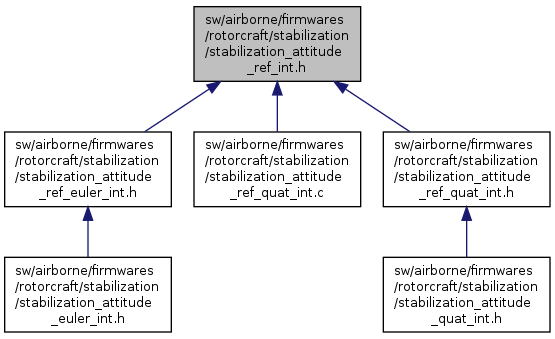 sw/airborne/firmwares
/rotorcraft/stabilization
/stabilization_attitude
_ref_int.h
sw/airborne/firmwares
/rotorcraft/stabilization
/stabilization_attitude
_ref_euler_int.h
sw/airborne/firmwares
/rotorcraft/stabilization
/stabilization_attitude
_ref_quat_int.c
sw/airborne/firmwares
/rotorcraft/stabilization
/stabilization_attitude
_ref_quat_int.h
sw/airborne/firmwares
/rotorcraft/stabilization
/stabilization_attitude
_euler_int.h
sw/airborne/firmwares
/rotorcraft/stabilization
/stabilization_attitude
_quat_int.h